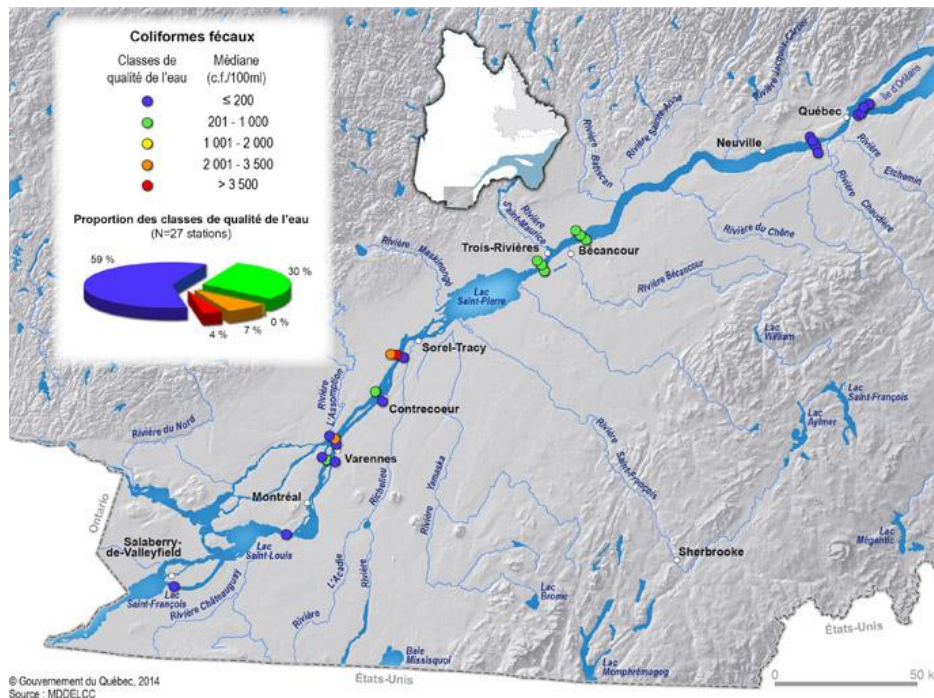 Coliformes fécaux
Classes de
qualité de l'eau
Médiane
(c.f./100ml)
≤ 200
201 - 1 000
1 001 - 2 000
2 001 - 3 500
> 3 500
Proportion des classes de qualité de l'eau
(N=27 stations)
59 %
30 %
0 %
7 %
4 %
Rivière Jacques-Cartier
Rivière Sainte-Anne
Rivière Batiscan
Île d'Orléans
Québec
Neuville
Rivière Etchemin
Rivière Chaudière
Rivière Saint-Maurice
Trois-Rivières
Bécancour
Rivière du Chêne
Rivière Bécancour
Rivière Maskinongé
Lac
Saint-Pierre
Lac
William
Sorel-Tracy
Lac
Saint-François
Lac
Aylmer
Rivière
L'Assomption
Contrecoeur
Rivière du Nord
Varennes
Rivière Saint-François
Richelieu
Rivière
Yamaska
Rivière
Montréal
Ontario
Salaberry-
de-Valleyfield
Lac
Saint-Louis
Lac
Saint-François
Rivière Châteauguay
L'Acadie
Rivière
Sherbrooke
Lac
Mégantic
Lac
Brome
Baie
Missisquoi
Lac
Memphrémagog
États-Unis
États-Unis
0 50 k
© Gouvernement du Québec, 2014
Source : MDDELCC